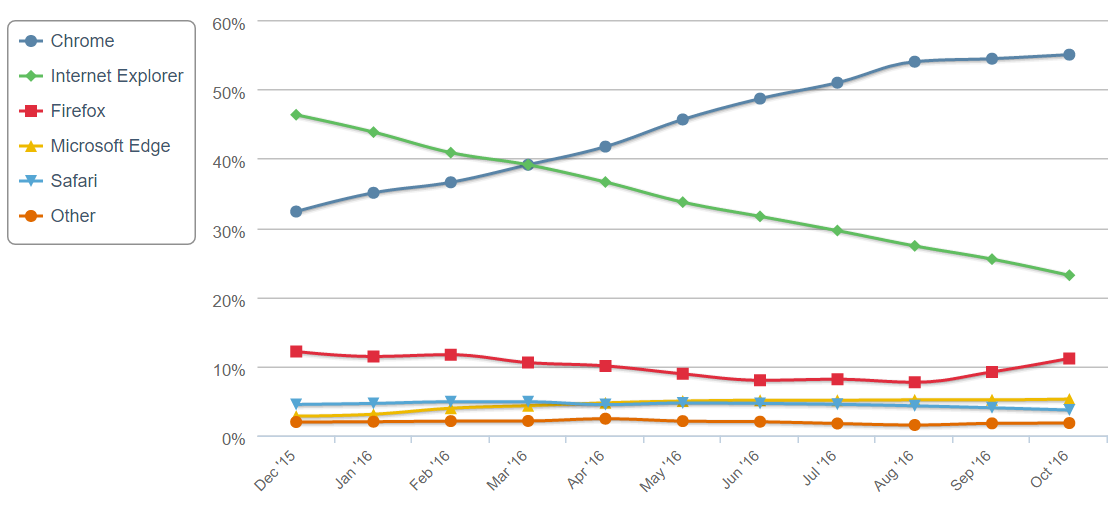 Chrome
Internet Explorer
Firefox
Microsoft Edge
Safari
Other
60%
50%
40%
30%
20%
10%
0%
Dec '15
Jan '16
Feb '16
Mar '16
Apr '16
May '16
Jun '16
Jul '16
Aug '16
Sep '16
Oct '16